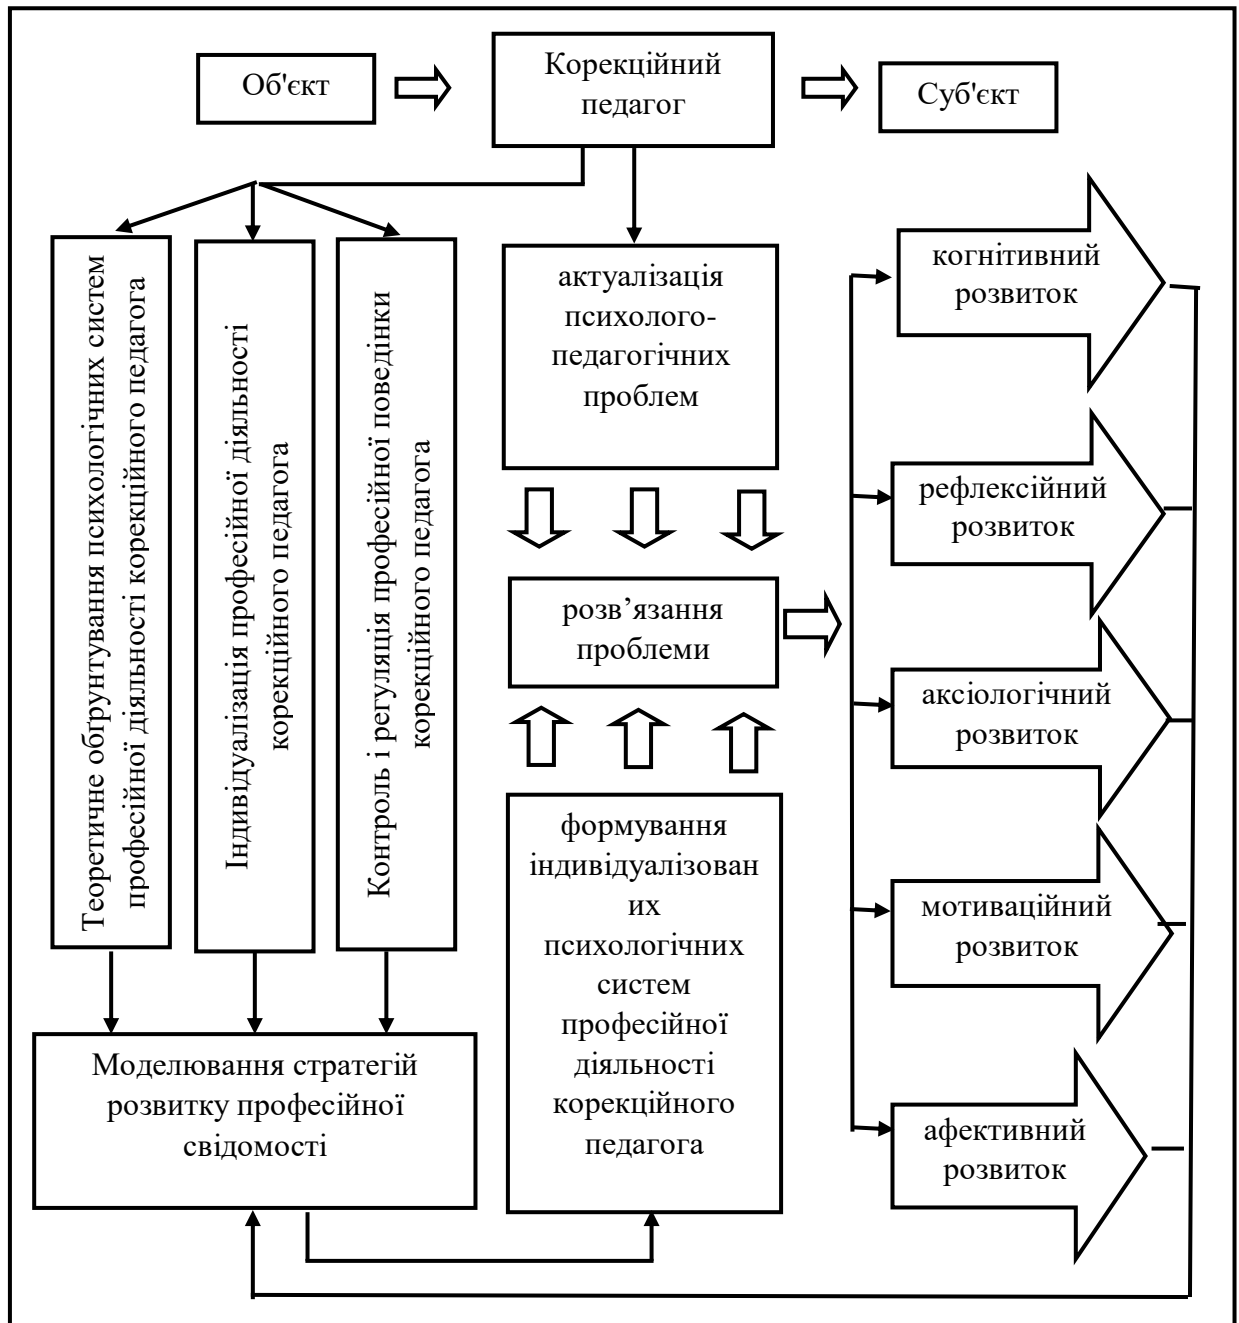 Об'єкт
Корекційний
педагог
Суб'єкт
Теоретичне обґрунтування психологічних систем
професійної діяльності корекційного педагога
Індивідуалізація професійної діяльності
корекційного педагога
Контроль і регуляція професійної поведінки
корекційного педагога
актуалізація
психолого-
педагогічних
проблем
розв’язання
проблеми
формування
індивідуалізован
их
психологічних
систем
професійної
діяльності
корекційного
педагога
Моделювання стратегій
розвитку професійної
свідомості
когнітивний
розвиток
рефлексійний
розвиток
аксіологічний
розвиток
мотиваційний
розвиток
афективний
розвиток